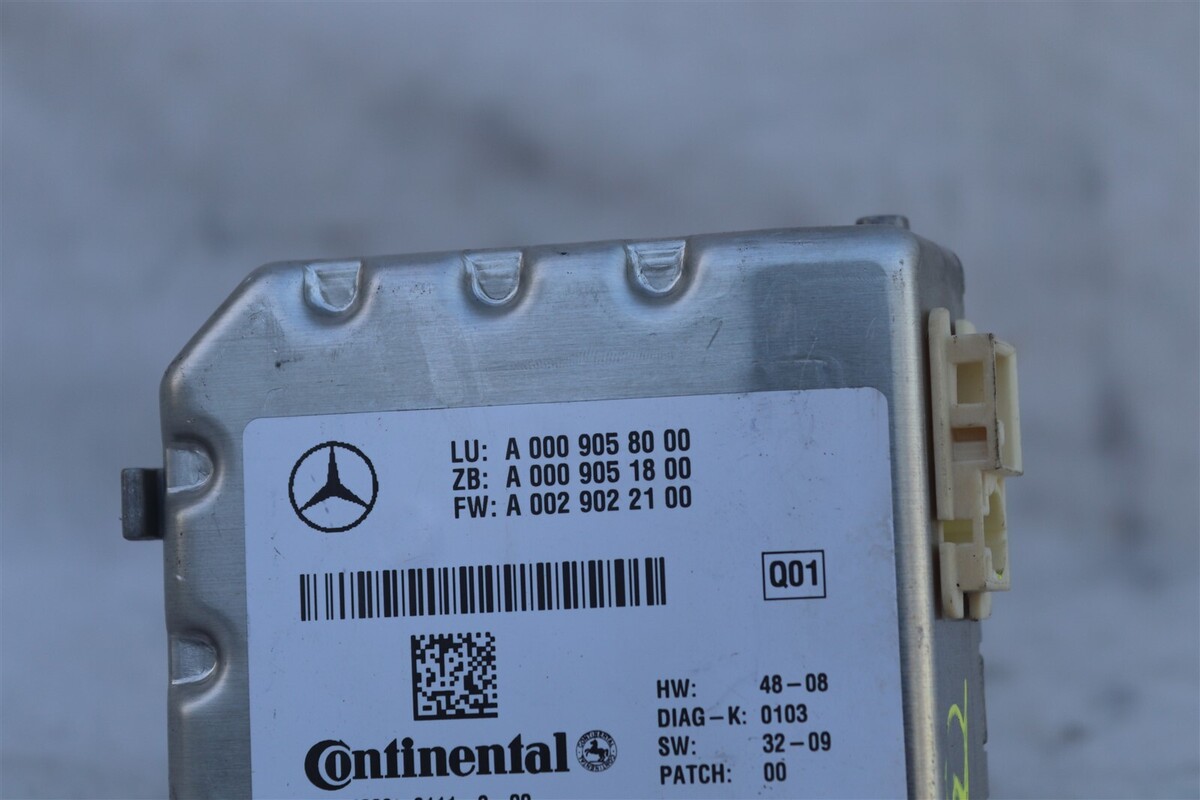 LU: A 000 905 80 00
ZB: A 000 905 18 00
FW: A 002 902 21 00
Q01
HW: 48-08
DIAG-K: 0103
SW: 32-09
PATCH: 00
Continental